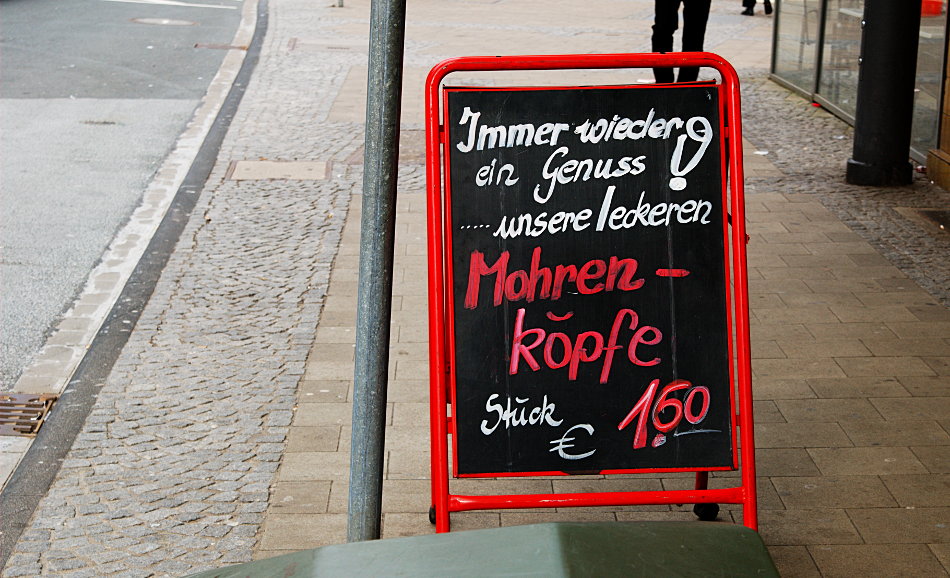 Immer wieder
ein Genuss !
..... unsere leckeren
Mohren-
köpfe
Stück € 1.60